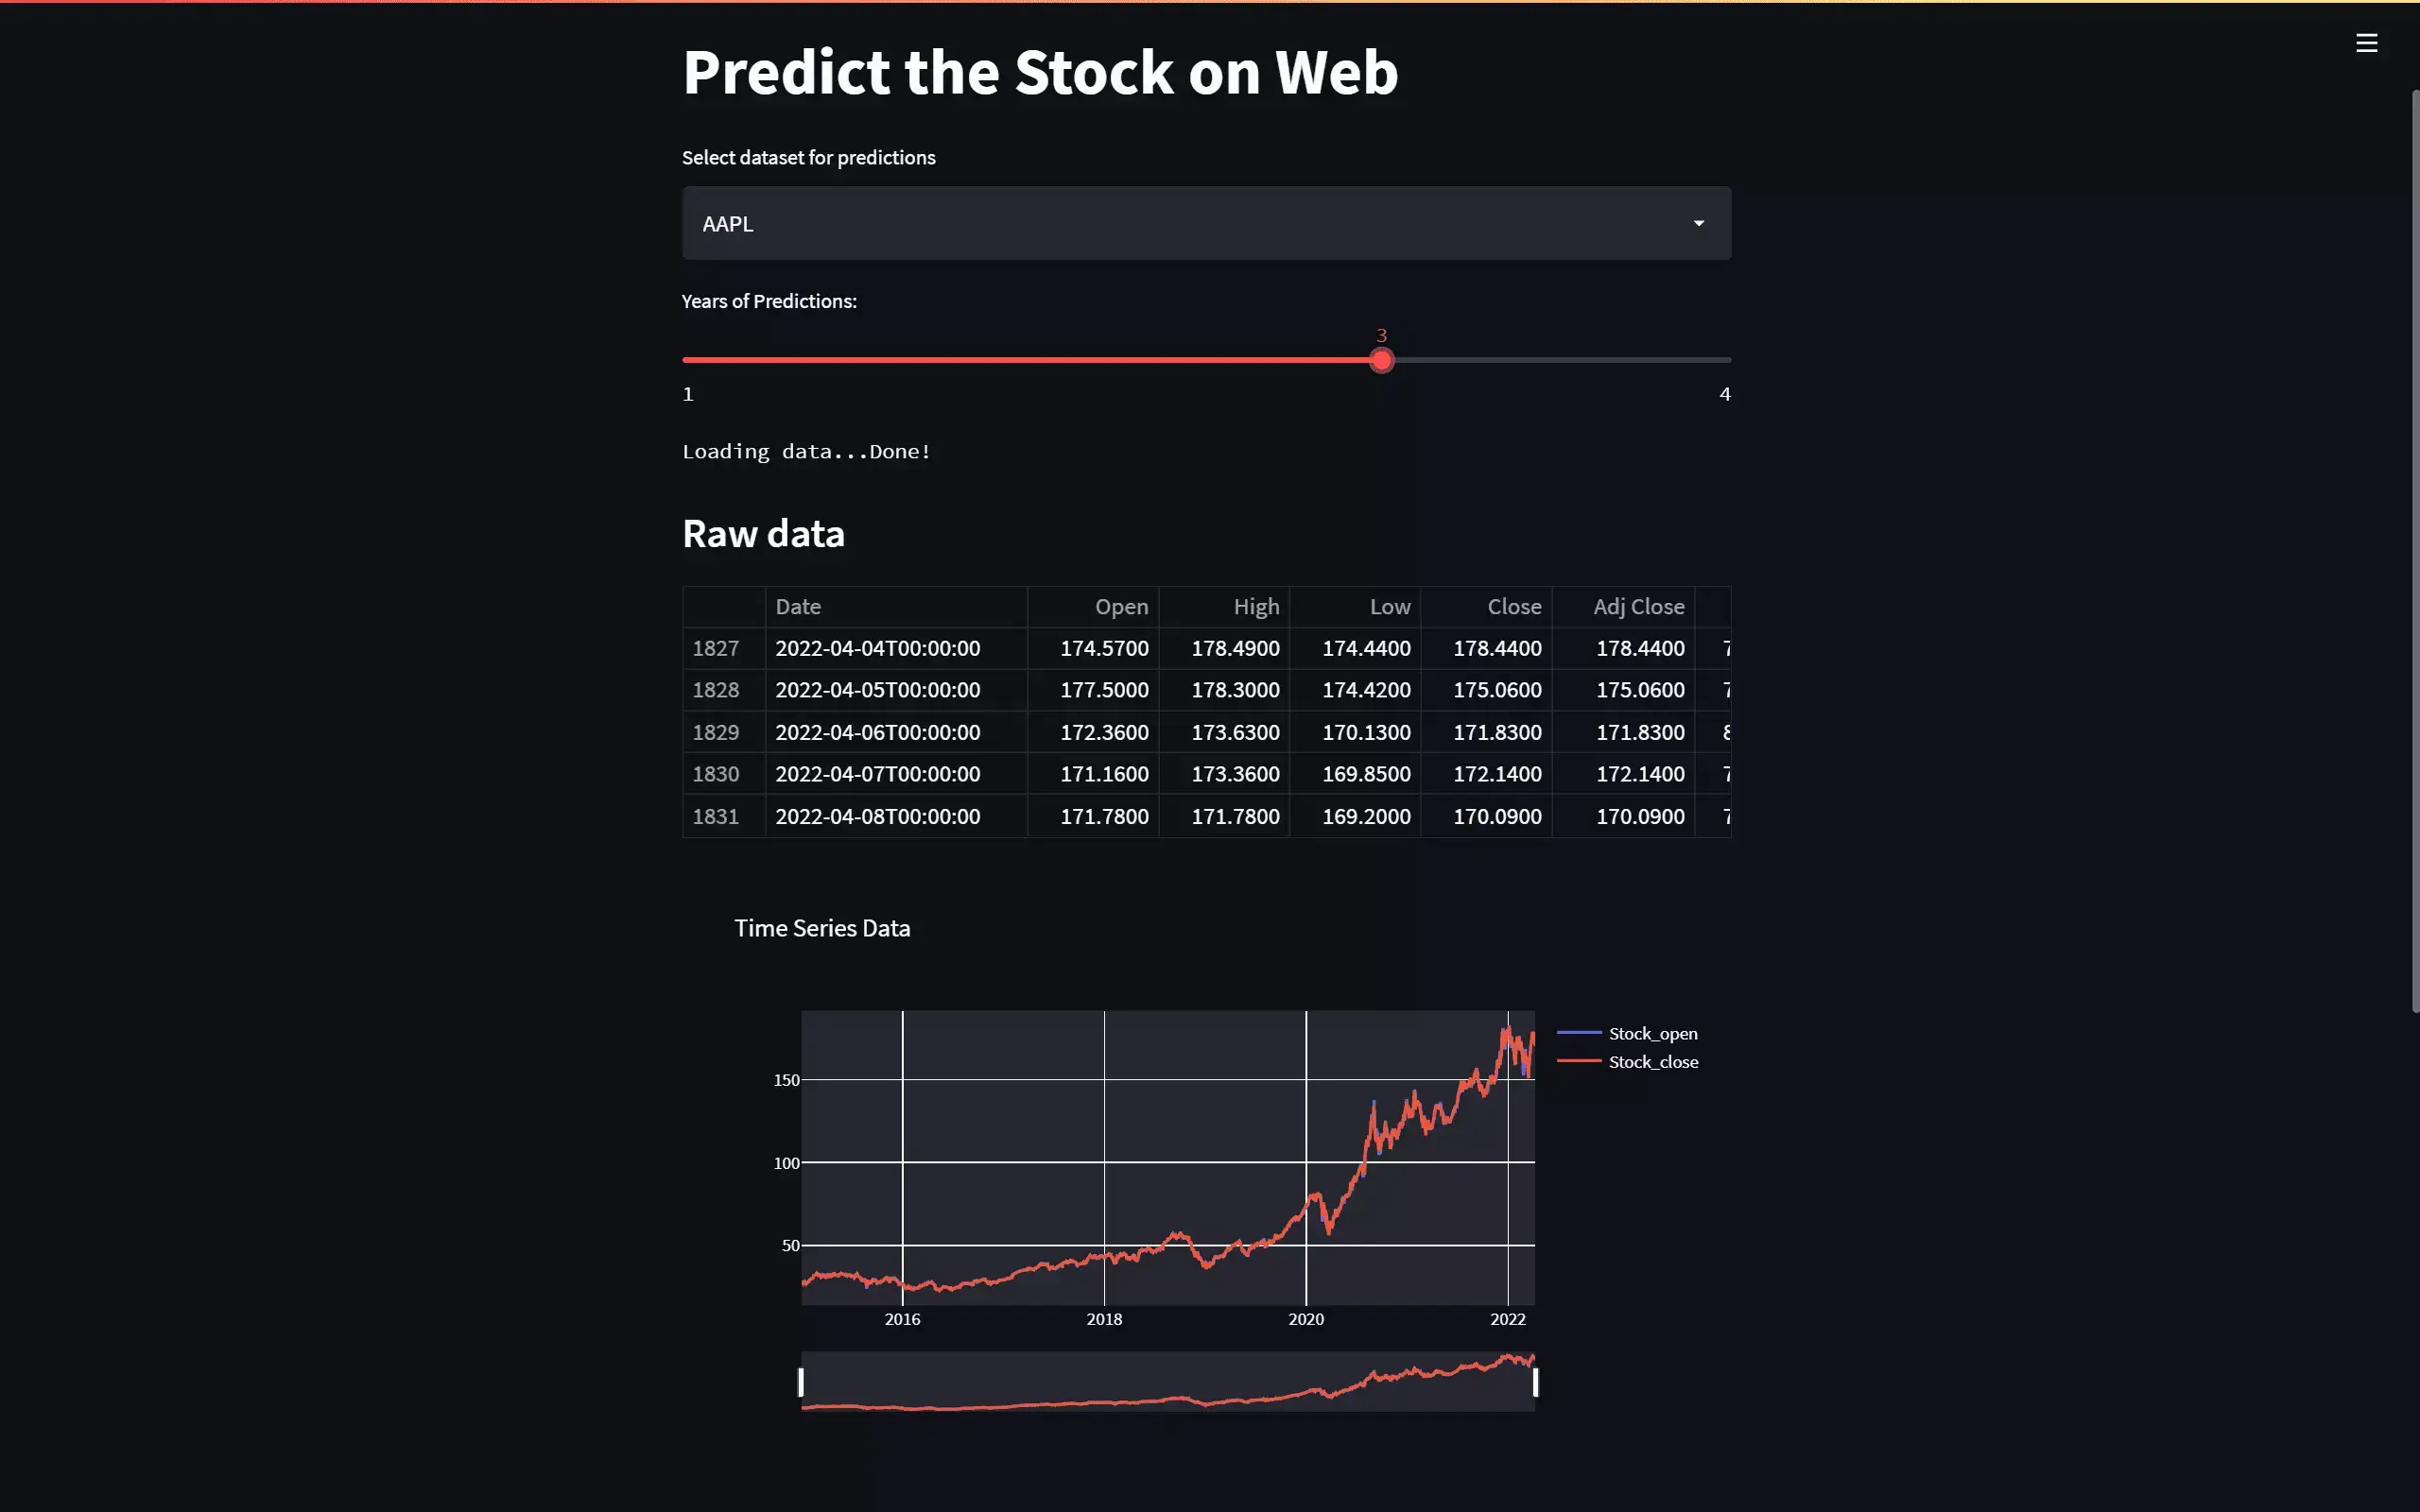 Predict the Stock on Web
Select dataset for predictions
AAPL
Years of Predictions:
3
1 4
Loading data...Done!
Raw data
Date Open High Low Close Adj Close
1827 2022-04-04T00:00:00 174.5700 178.4900 174.4400 178.4400 178.4400
1828 2022-04-05T00:00:00 177.5000 178.3000 174.4200 175.0600 175.0600
1829 2022-04-06T00:00:00 172.3600 173.6300 170.1300 171.8300 171.8300
1830 2022-04-07T00:00:00 171.1600 173.3600 169.8500 172.1400 172.1400
1831 2022-04-08T00:00:00 171.7800 171.7800 169.2000 170.0900 170.0900
Time Series Data
Stock_open
Stock_close
150
100
50
2016 2018 2020 2022